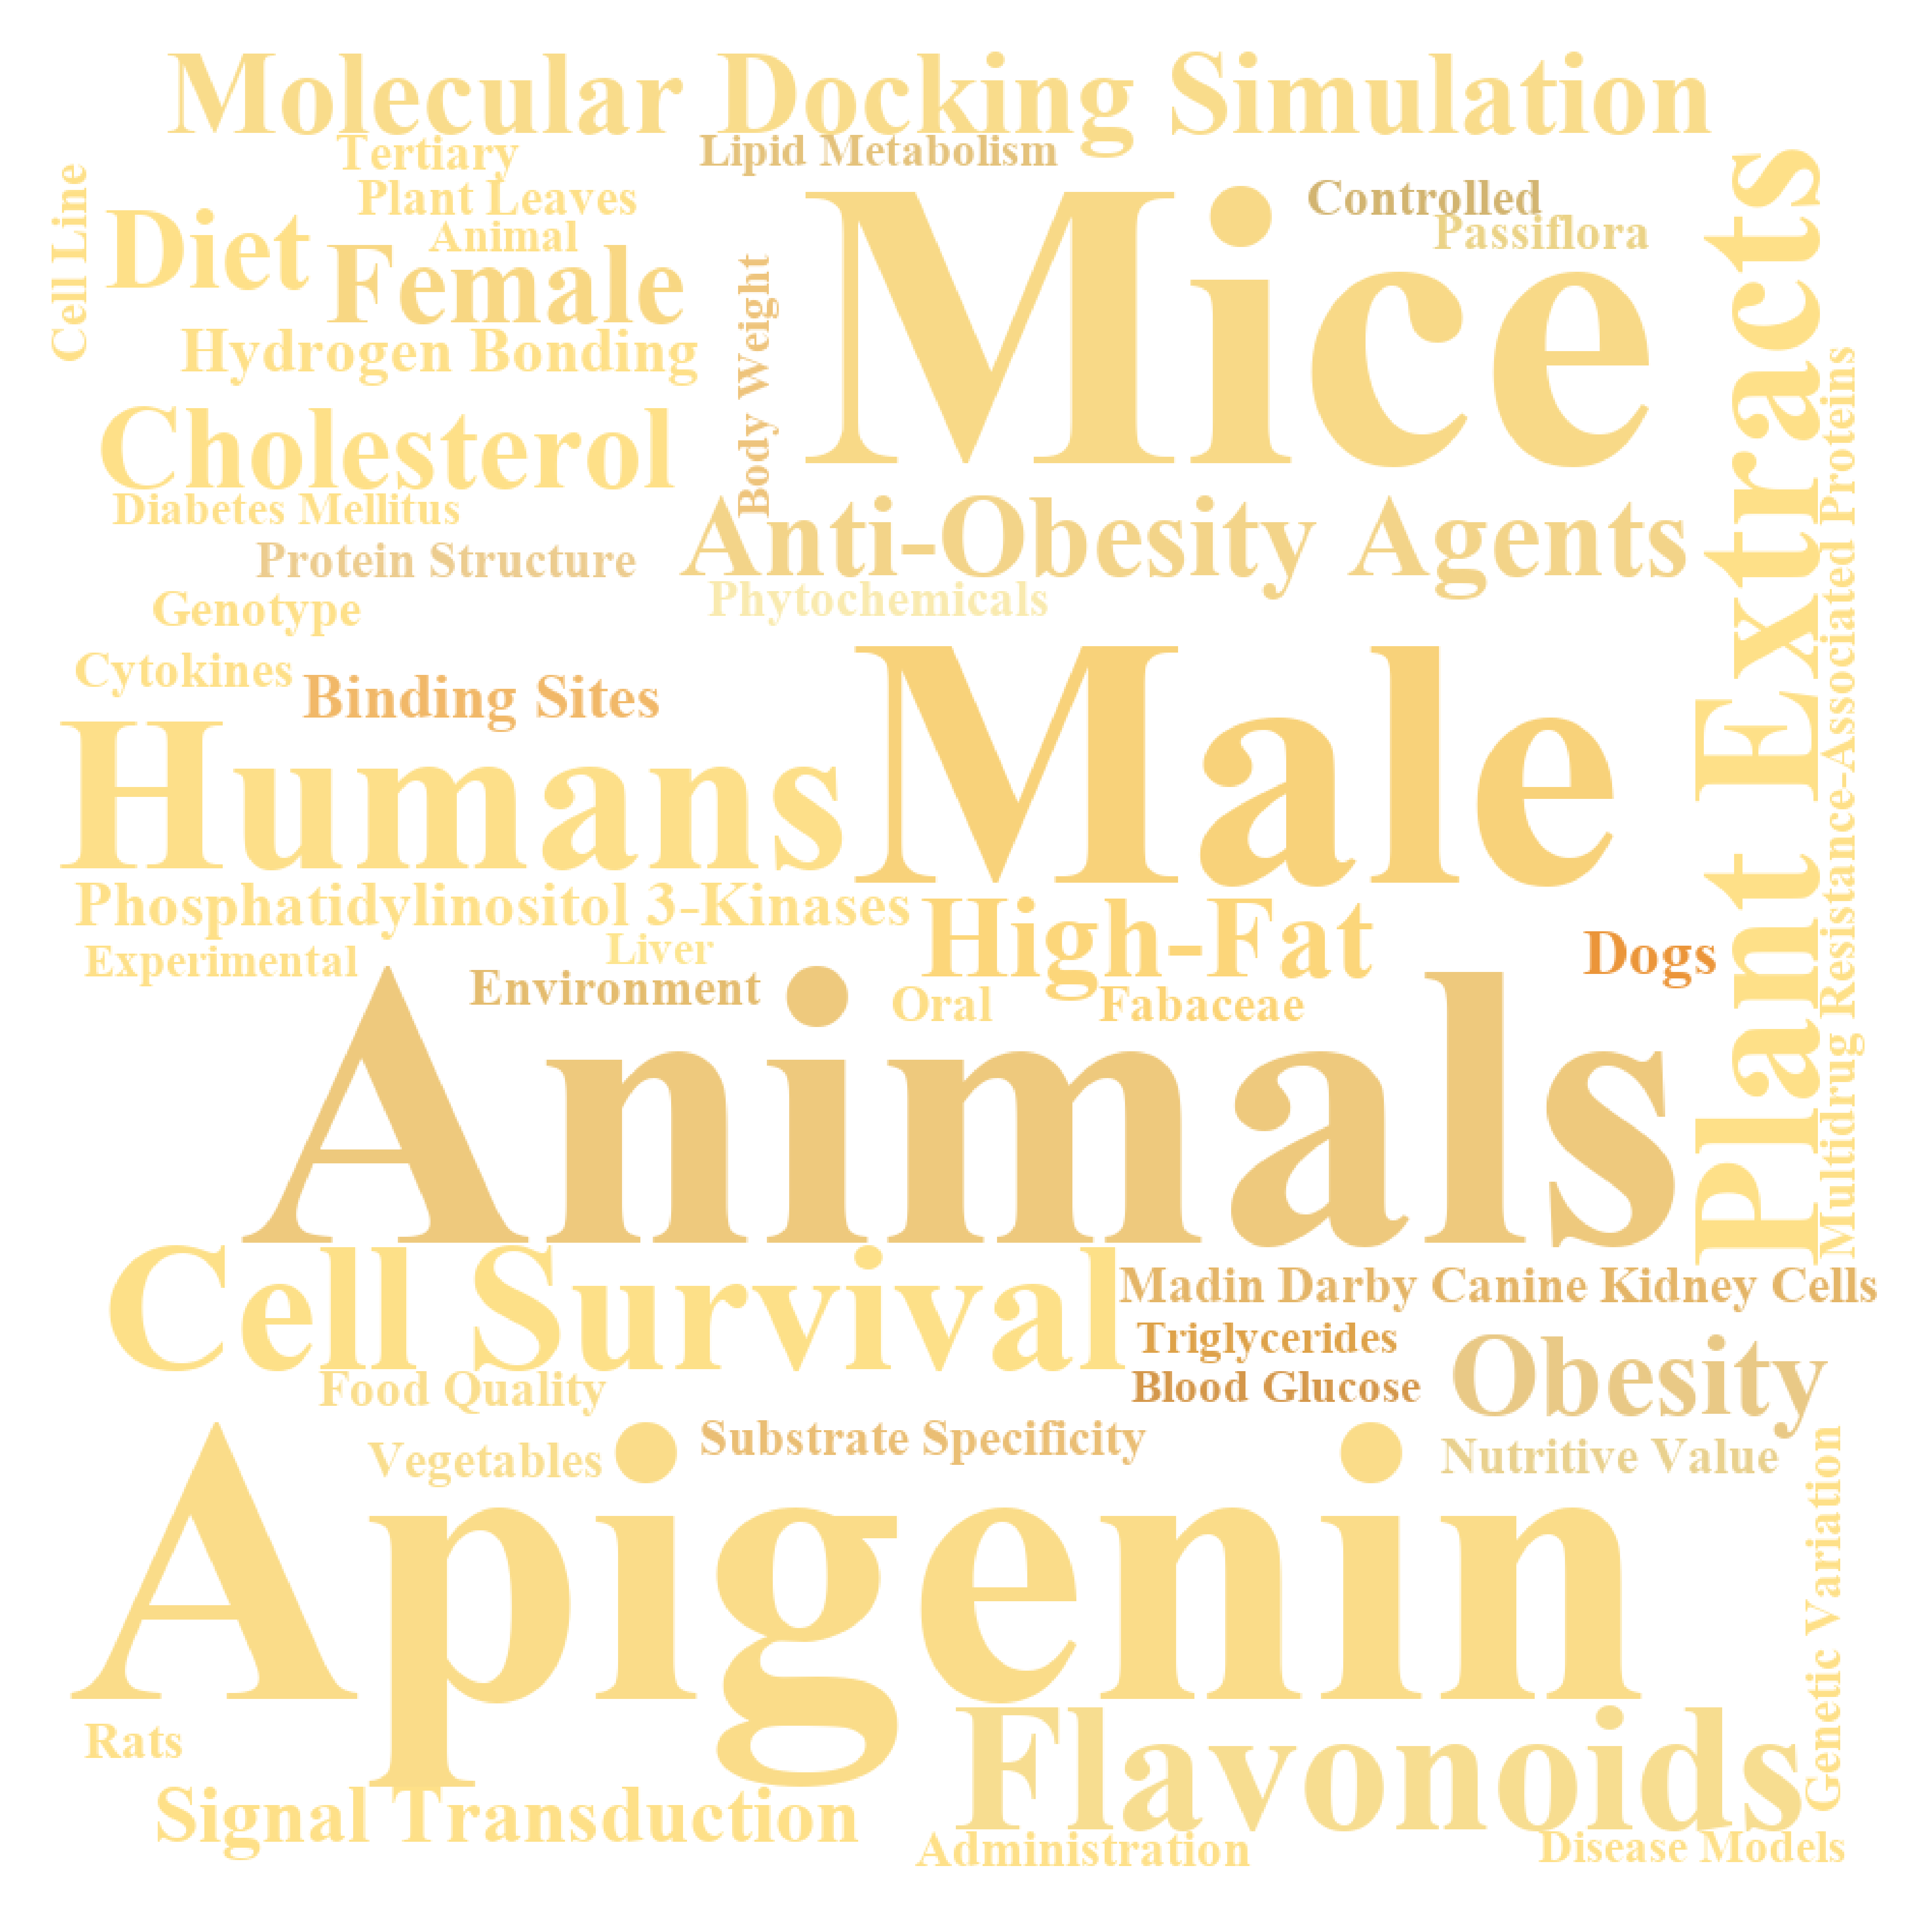 Molecular Docking Simulation
Tertiary
Lipid Metabolism
Cell Line
Plant Leaves
Controlled
Mice
Passiflora
Plant Extracts
Diet
Animal
Female
Body Weight
Hydrogen Bonding
Multidrug Resistance-Associated Proteins
Cholesterol
Diabetes Mellitus
Anti-Obesity Agents
Protein Structure
Phytochemicals
Genotype
Cytokines
Binding Sites
Male
Humans
Phosphatidylinositol 3-Kinases
High-Fat
Dogs
Experimental
Liver
Environment
Oral
Fabaceae
Animals
Cell Survival
Madin Darby Canine Kidney Cells
Triglycerides
Obesity
Food Quality
Blood Glucose
Vegetables
Substrate Specificity
Nutritive Value
Genetic Variation
Apigenin
Rats
Flavonoids
Signal Transduction
Administration
Disease Models